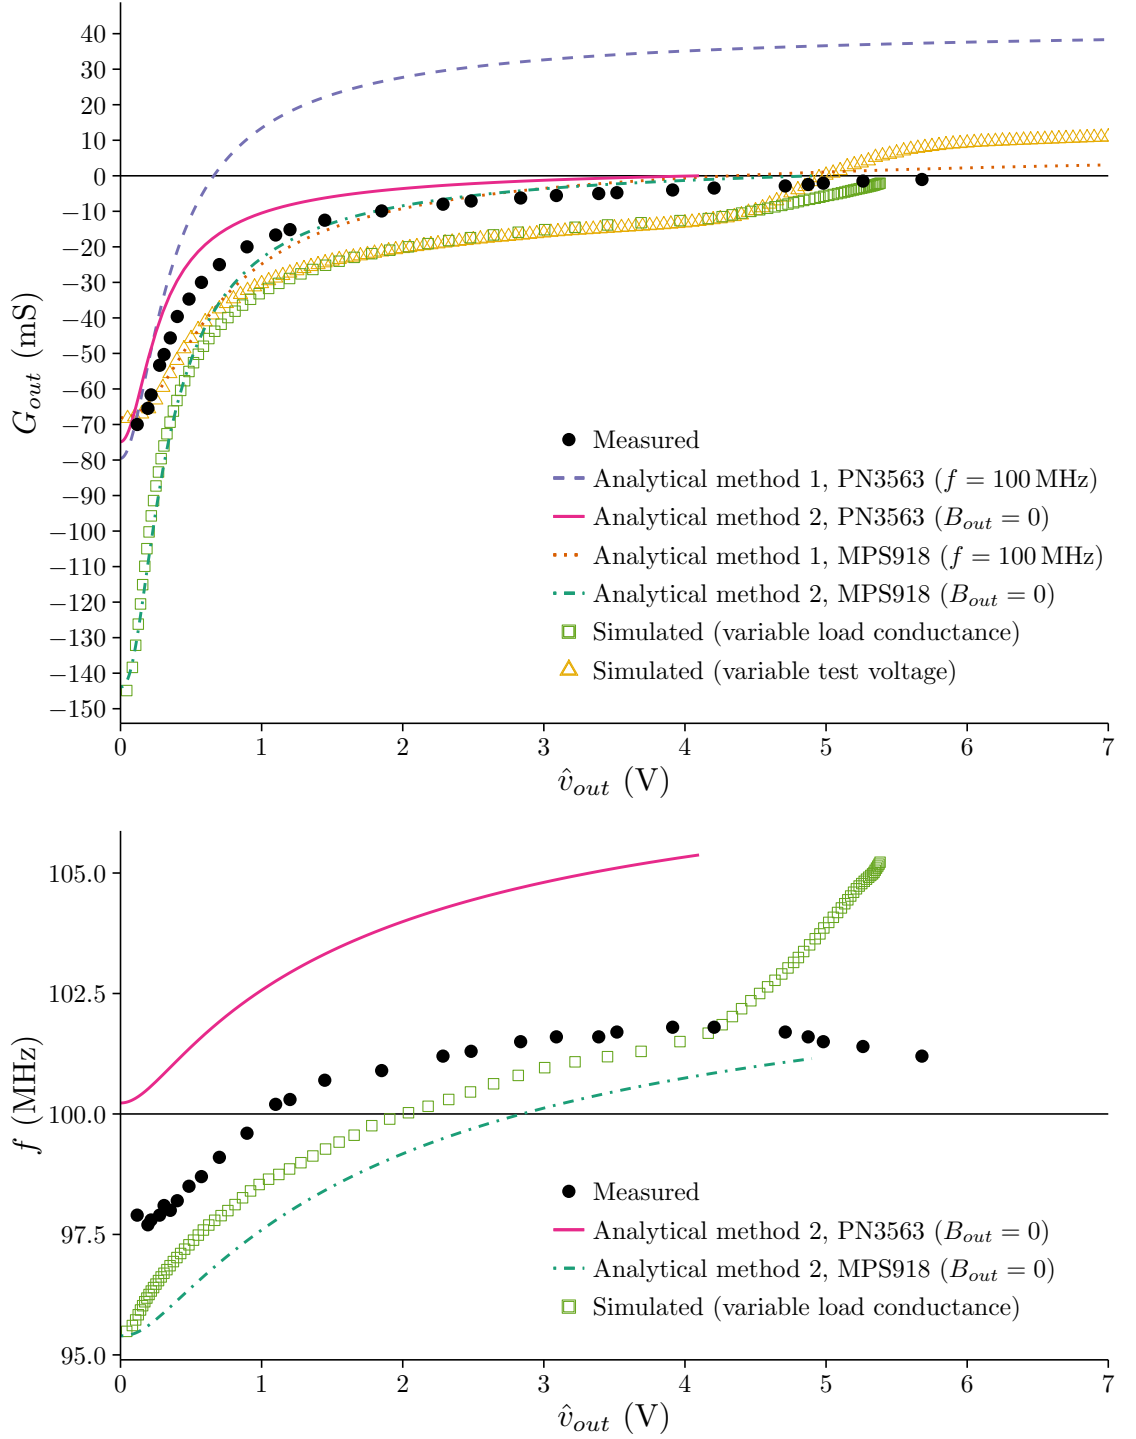 40
30
20
10
0
−10
−20
−30
−40
−50
−60
−70
−80
−90
−100
−110
−120
−130
−140
−150
G_out (mS)
Measured
Analytical method 1, PN3563 (f = 100 MHz)
Analytical method 2, PN3563 (B_out = 0)
Analytical method 1, MPS918 (f = 100 MHz)
Analytical method 2, MPS918 (B_out = 0)
Simulated (variable load conductance)
Simulated (variable test voltage)
0 1 2 3 4 5 6 7
v̂_out (V)
105.0
102.5
100.0
97.5
95.0
f (MHz)
Measured
Analytical method 2, PN3563 (B_out = 0)
Analytical method 2, MPS918 (B_out = 0)
Simulated (variable load conductance)
0 1 2 3 4 5 6 7
v̂_out (V)